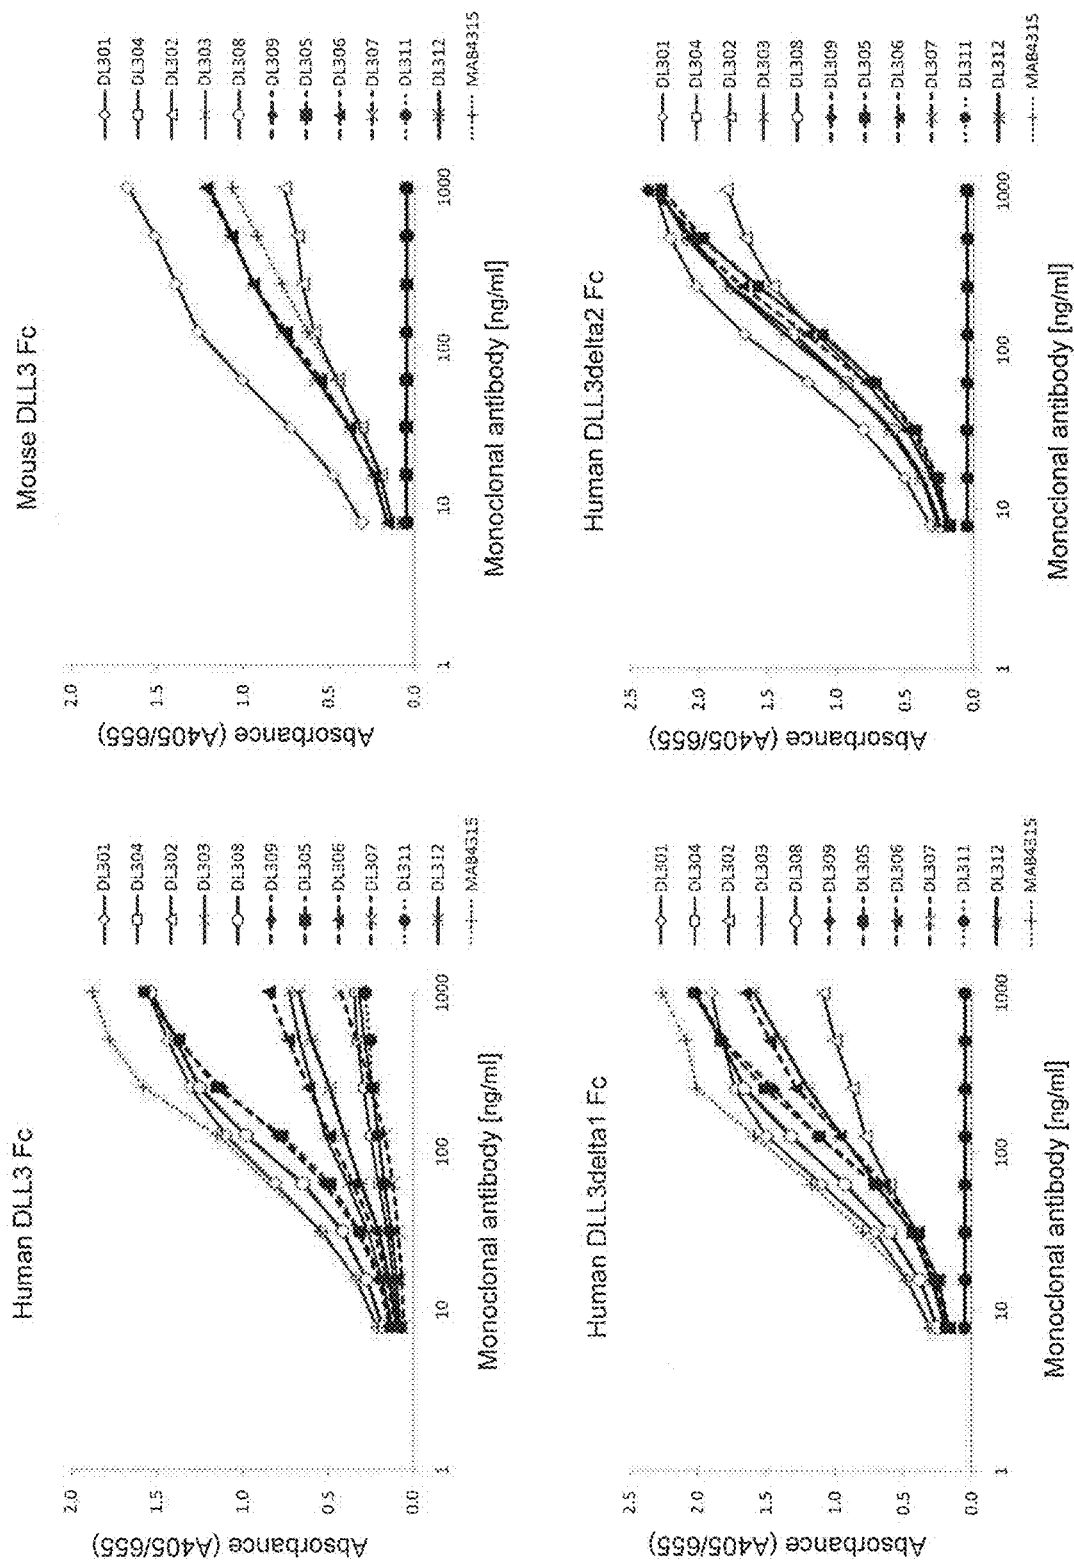 Human DLL3 Fc
Absorbance (A405/655)
2.0
1.5
1.0
0.5
0.0
1
10
100
1000
Monoclonal antibody [ng/ml]
DL301
DL304
DL302
DL303
DL308
DL309
DL305
DL306
DL307
DL311
DL312
MAB4315
Mouse DLL3 Fc
Absorbance (A405/655)
2.0
1.5
1.0
0.5
0.0
1
10
100
1000
Monoclonal antibody [ng/ml]
DL301
DL304
DL302
DL303
DL308
DL309
DL305
DL306
DL307
DL311
DL312
MAB4315
Human DLL3delta1 Fc
Absorbance (A405/655)
2.5
2.0
1.5
1.0
0.5
0.0
1
10
100
1000
Monoclonal antibody [ng/ml]
DL301
DL304
DL302
DL303
DL308
DL309
DL305
DL306
DL307
DL311
DL312
MAB4315
Human DLL3delta2 Fc
Absorbance (A405/655)
2.5
2.0
1.5
1.0
0.5
0.0
1
10
100
1000
Monoclonal antibody [ng/ml]
DL301
DL304
DL302
DL303
DL308
DL309
DL305
DL306
DL307
DL311
DL312
MAB4315